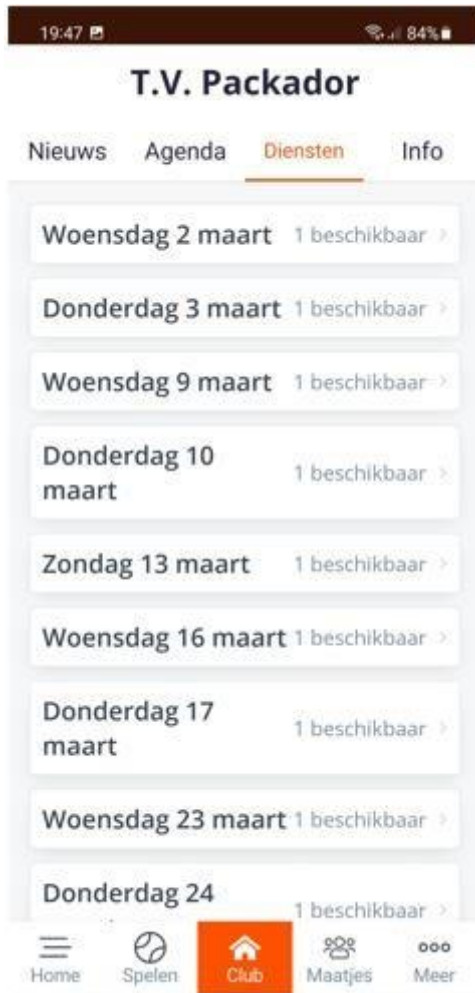 19:47 84%
T.V. Packador
Nieuws Agenda Diensten Info
Woensdag 2 maart 1 beschikbaar
Donderdag 3 maart 1 beschikbaar
Woensdag 9 maart 1 beschikbaar
Donderdag 10
maart 1 beschikbaar
Zondag 13 maart 1 beschikbaar
Woensdag 16 maart 1 beschikbaar
Donderdag 17
maart 1 beschikbaar
Woensdag 23 maart 1 beschikbaar
Donderdag 24
1 beschikbaar
Home Spelen Club Maatjes Meer